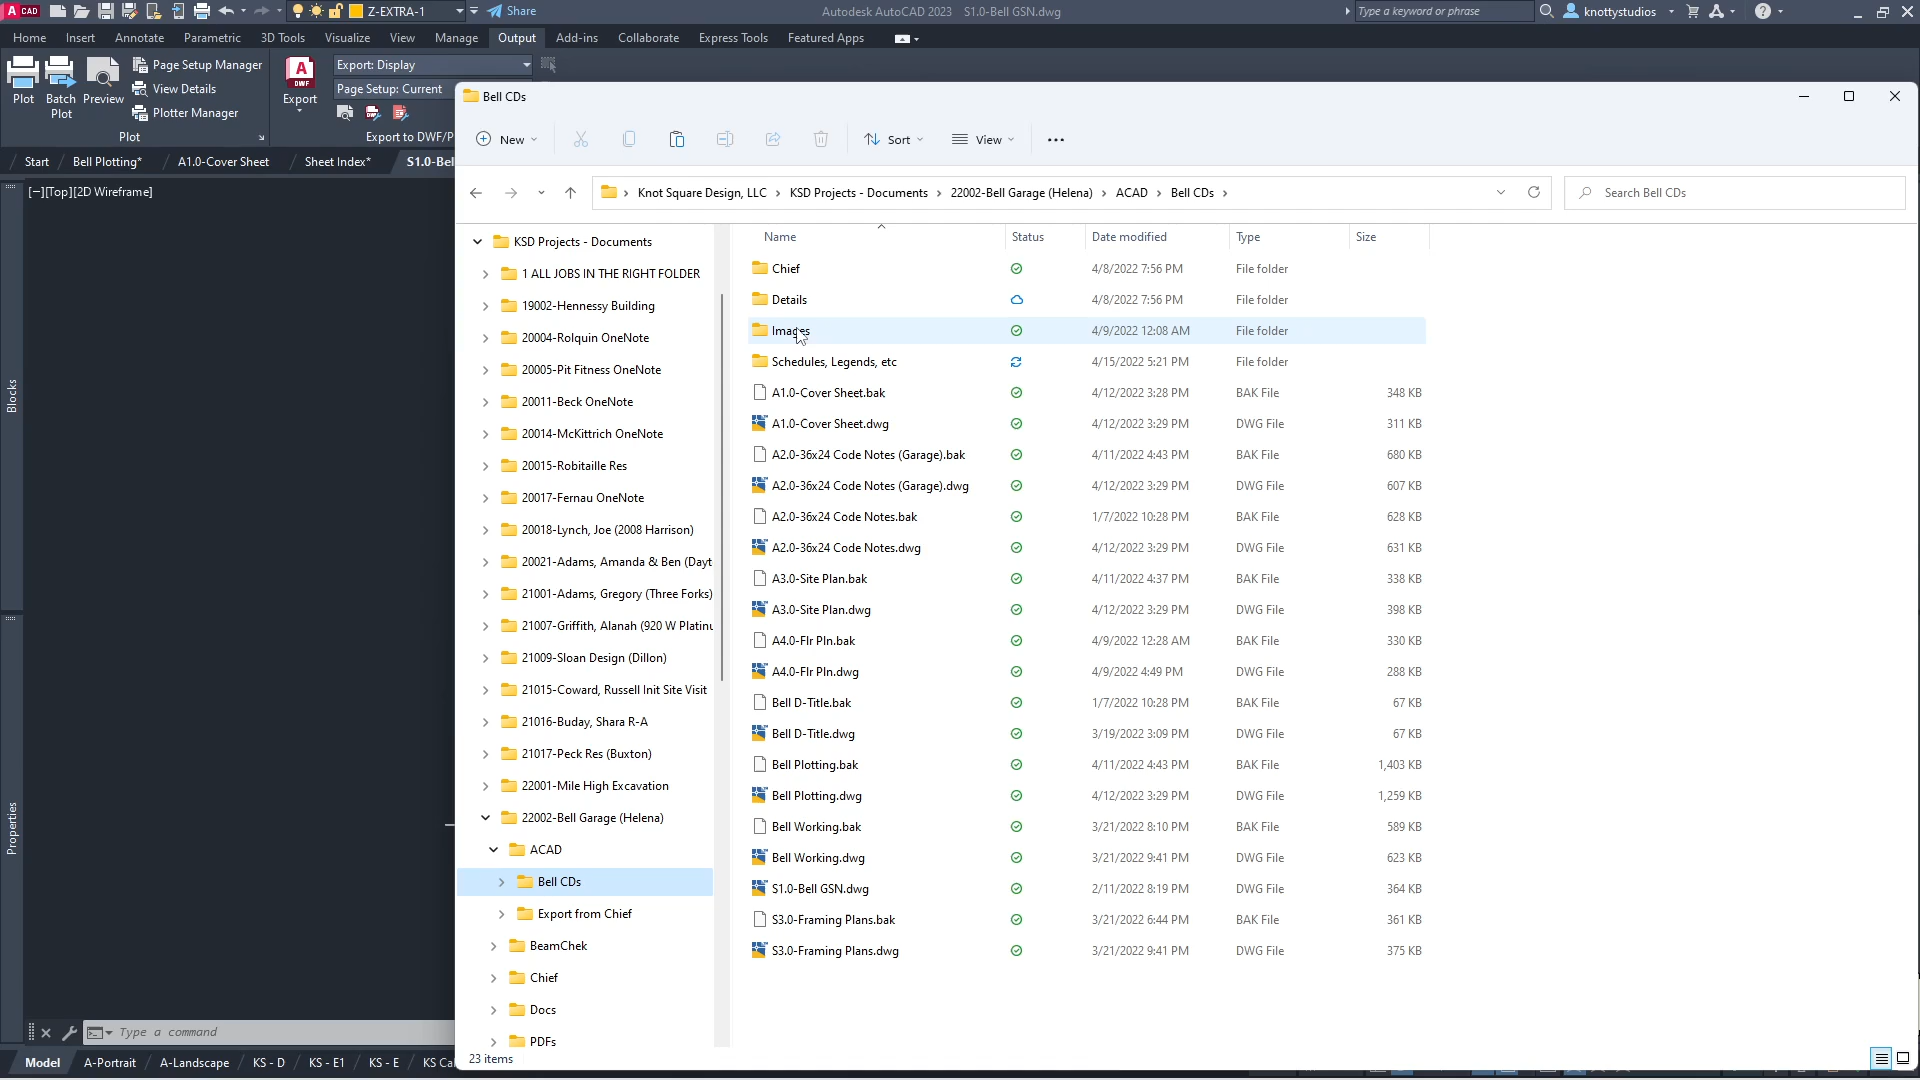 A CAD Z-EXTRA-1 Share Autodesk AutoCAD 2023 S1.0-Bell GSN.dwg Type a keyword or phrase knottystudios
Home Insert Annotate Parametric 3D Tools Visualize View Manage Output Add-ins Collaborate Express Tools Featured Apps
Plot
Batch Plot
Preview
Page Setup Manager
View Details
Plotter Manager
Plot
DWF
Export
Export: Display
Page Setup: Current
Export to DWF/P
Start Bell Plotting* A1.0-Cover Sheet Sheet Index* S1.0-Bel
[−][Top][2D Wireframe]
Blocks
Properties
Type a command
Model A-Portrait A-Landscape KS - D KS - E1 KS - E KS Ca
Bell CDs
New Sort View
Knot Square Design, LLC KSD Projects - Documents 22002-Bell Garage (Helena) ACAD Bell CDs
Search Bell CDs
KSD Projects - Documents
1 ALL JOBS IN THE RIGHT FOLDER
19002-Hennessy Building
20004-Rolquin OneNote
20005-Pit Fitness OneNote
20011-Beck OneNote
20014-McKittrich OneNote
20015-Robitaille Res
20017-Fernau OneNote
20018-Lynch, Joe (2008 Harrison)
20021-Adams, Amanda & Ben (Dayt
21001-Adams, Gregory (Three Forks)
21007-Griffith, Alanah (920 W Platinu
21009-Sloan Design (Dillon)
21015-Coward, Russell Init Site Visit
21016-Buday, Shara R-A
21017-Peck Res (Buxton)
22001-Mile High Excavation
22002-Bell Garage (Helena)
ACAD
Bell CDs
Export from Chief
BeamChek
Chief
Docs
PDFs
Name Status Date modified Type Size
Chief 4/8/2022 7:56 PM File folder
Details 4/8/2022 7:56 PM File folder
Images 4/9/2022 12:08 AM File folder
Schedules, Legends, etc 4/15/2022 5:21 PM File folder
A1.0-Cover Sheet.bak 4/12/2022 3:28 PM BAK File 348 KB
A1.0-Cover Sheet.dwg 4/12/2022 3:29 PM DWG File 311 KB
A2.0-36x24 Code Notes (Garage).bak 4/11/2022 4:43 PM BAK File 680 KB
A2.0-36x24 Code Notes (Garage).dwg 4/12/2022 3:29 PM DWG File 607 KB
A2.0-36x24 Code Notes.bak 1/7/2022 10:28 PM BAK File 628 KB
A2.0-36x24 Code Notes.dwg 4/12/2022 3:29 PM DWG File 631 KB
A3.0-Site Plan.bak 4/11/2022 4:37 PM BAK File 338 KB
A3.0-Site Plan.dwg 4/12/2022 3:29 PM DWG File 398 KB
A4.0-Flr Pln.bak 4/9/2022 12:28 AM BAK File 330 KB
A4.0-Flr Pln.dwg 4/9/2022 4:49 PM DWG File 288 KB
Bell D-Title.bak 1/7/2022 10:28 PM BAK File 67 KB
Bell D-Title.dwg 3/19/2022 3:09 PM DWG File 67 KB
Bell Plotting.bak 4/11/2022 4:43 PM BAK File 1,403 KB
Bell Plotting.dwg 4/12/2022 3:29 PM DWG File 1,259 KB
Bell Working.bak 3/21/2022 8:10 PM BAK File 589 KB
Bell Working.dwg 3/21/2022 9:41 PM DWG File 623 KB
S1.0-Bell GSN.dwg 2/11/2022 8:19 PM DWG File 364 KB
S3.0-Framing Plans.bak 3/21/2022 6:44 PM BAK File 361 KB
S3.0-Framing Plans.dwg 3/21/2022 9:41 PM DWG File 375 KB
23 items